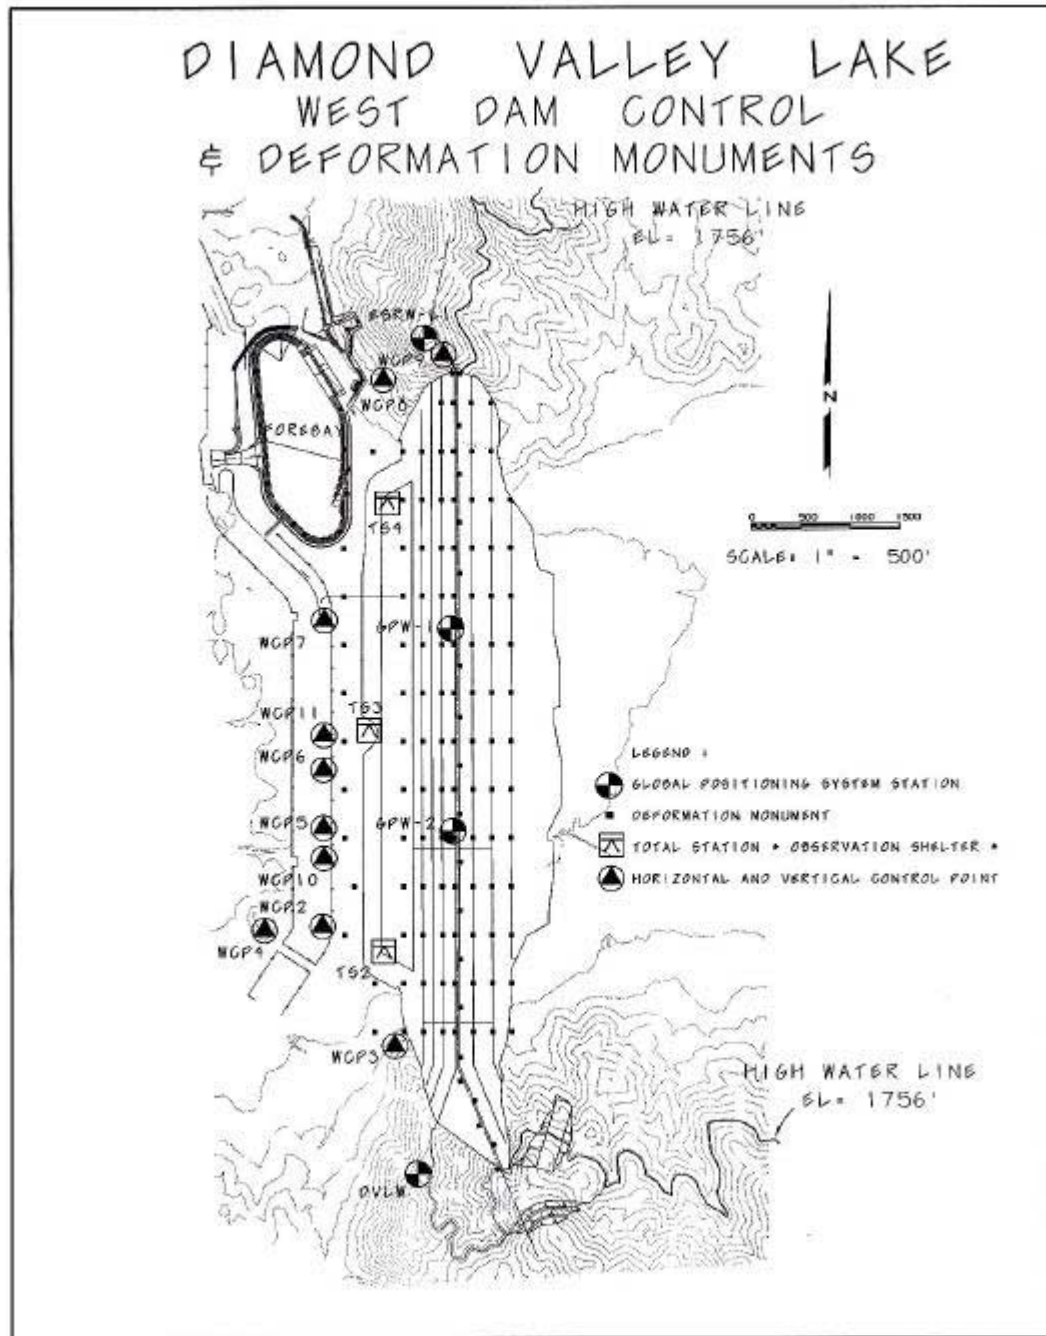 DIAMOND VALLEY LAKE
WEST DAM CONTROL
& DEFORMATION MONUMENTS
HIGH WATER LINE
EL= 1756'
WCP9
WCP8
FOREBAY
N
TS4
0 500 1000 1500
SCALE: 1" = 500'
GPW-1
WCP7
TS3
WCP11
WCP6
LEGEND :
GLOBAL POSITIONING SYSTEM STATION
DEFORMATION MONUMENT
TOTAL STATION * OBSERVATION SHELTER *
HORIZONTAL AND VERTICAL CONTROL POINT
WCP5
GPW-2
WCP10
WCP2
WCP4
TS2
WCP3
HIGH WATER LINE
EL= 1756'
DVLW